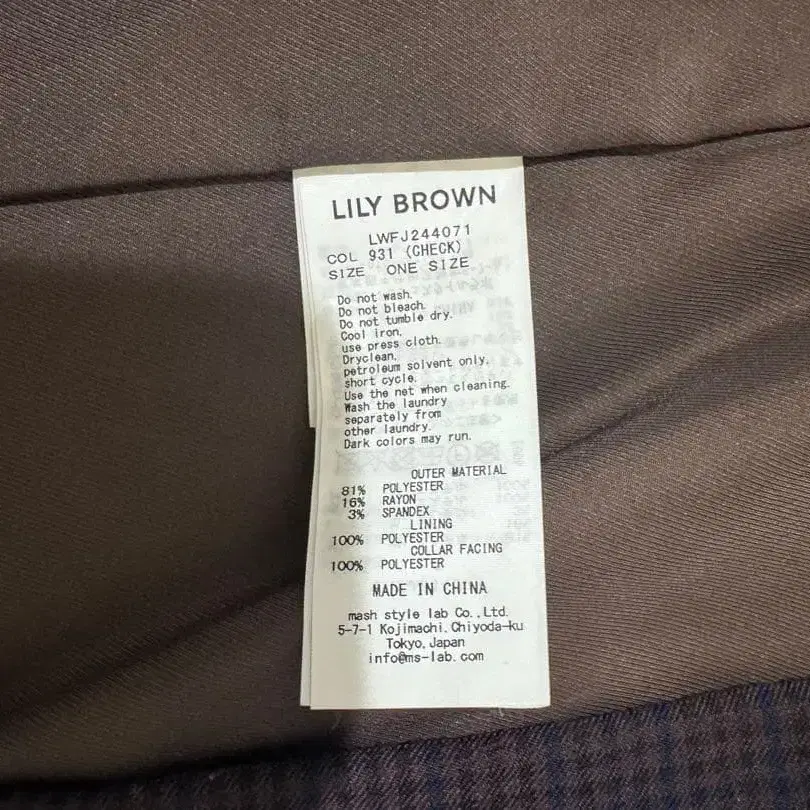 LILY BROWN
LWFJ244071
COL 931 (CHECK)
SIZE ONE SIZE
Do not wash.
Do not bleach.
Do not tumble dry.
Cool iron,
use press cloth.
Dryclean,
petroleum solvent only.
short cycle.
Use the net when cleaning.
Wash the laundry
separately from
other laundry.
Dark colors may run.
OUTER MATERIAL
81% POLYESTER
16% RAYON
3% SPANDEX
LINING
100% POLYESTER
COLLAR FACING
100% POLYESTER
MADE IN CHINA
mash style lab Co.,Ltd.
5-7-1 Kojimachi,Chiyoda-ku
Tokyo,Japan
info@ms-lab.com